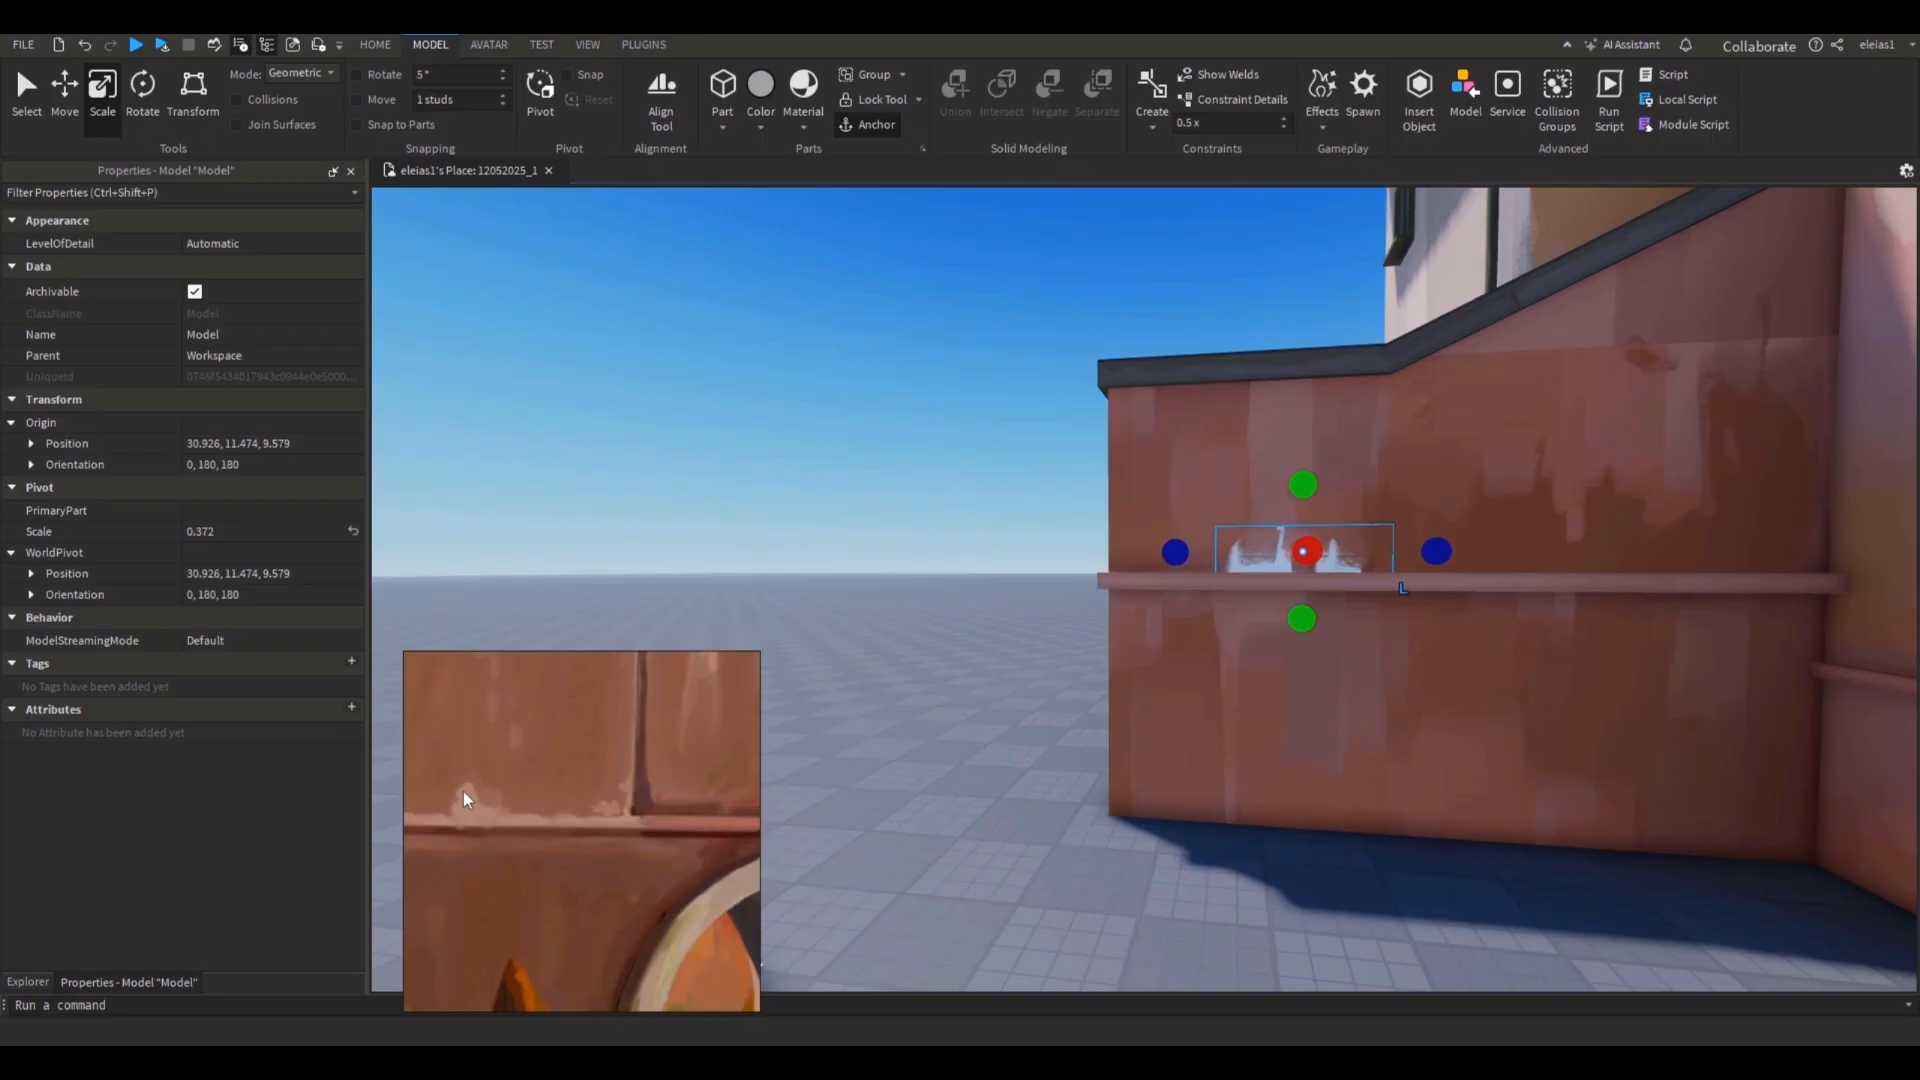 FILE HOME MODEL AVATAR TEST VIEW PLUGINS AI Assistant Collaborate eleias1
Select Move Scale Rotate Transform
Mode: Geometric
Collisions
Join Surfaces
Tools
Rotate 5°
Move 1 studs
Snap to Parts
Snapping
Pivot
Snap
Reset
Pivot
Align Tool
Alignment
Part Color Material
Group
Lock Tool
Anchor
Parts
Union Intersect Negate Separate
Solid Modeling
Create
Show Welds
Constraint Details
0.5 x
Constraints
Effects Spawn
Gameplay
Insert Object
Model
Service
Collision Groups
Run Script
Script
Local Script
Module Script
Advanced
Properties - Model "Model"
Filter Properties (Ctrl+Shift+P)
Appearance
LevelOfDetail Automatic
Data
Archivable
ClassName Model
Name Model
Parent Workspace
UniqueId 0746f5434017943c0944e0e5000...
Transform
Origin
Position 30.926, 11.474, 9.579
Orientation 0, 180, 180
Pivot
PrimaryPart
Scale 0.372
WorldPivot
Position 30.926, 11.474, 9.579
Orientation 0, 180, 180
Behavior
ModelStreamingMode Default
Tags
No Tags have been added yet
Attributes
No Attribute has been added yet
Explorer Properties - Model "Model"
Run a command
eleias1's Place: 12052025_1
L